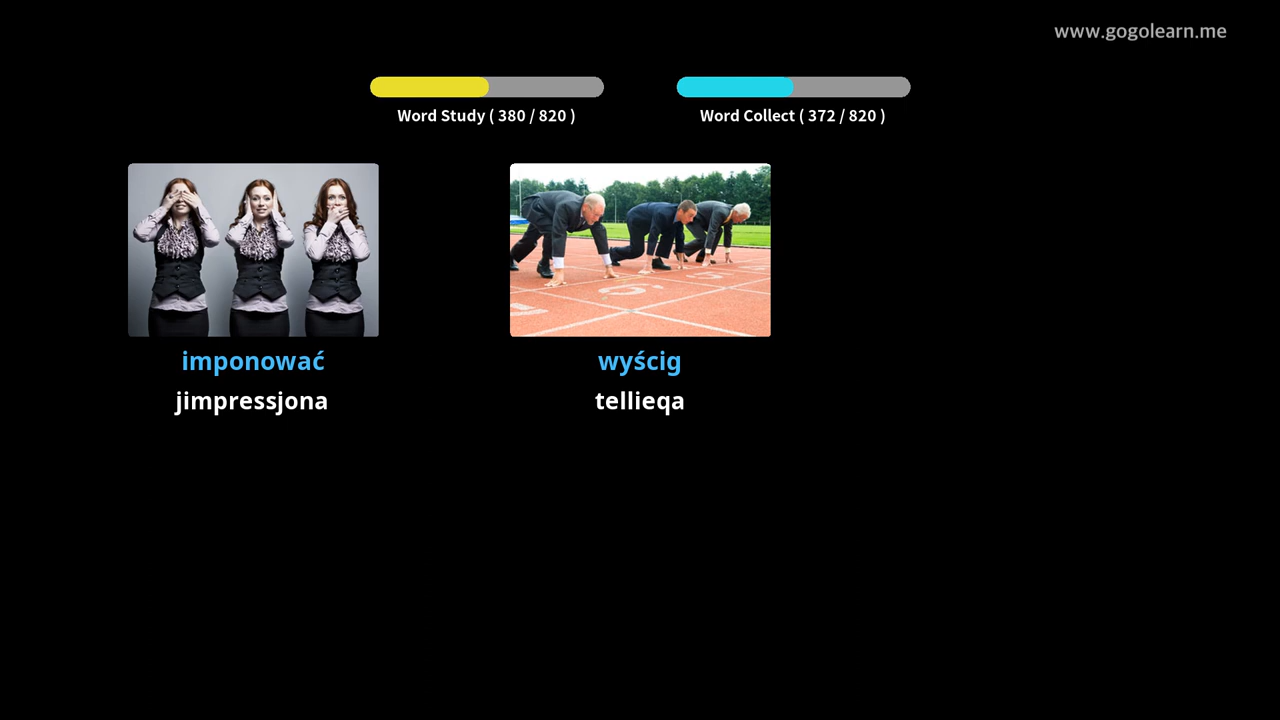 www.gogolearn.me
Word Study ( 380 / 820 )
Word Collect ( 372 / 820 )
imponować
jimpressjona
wyścig
tellieqa